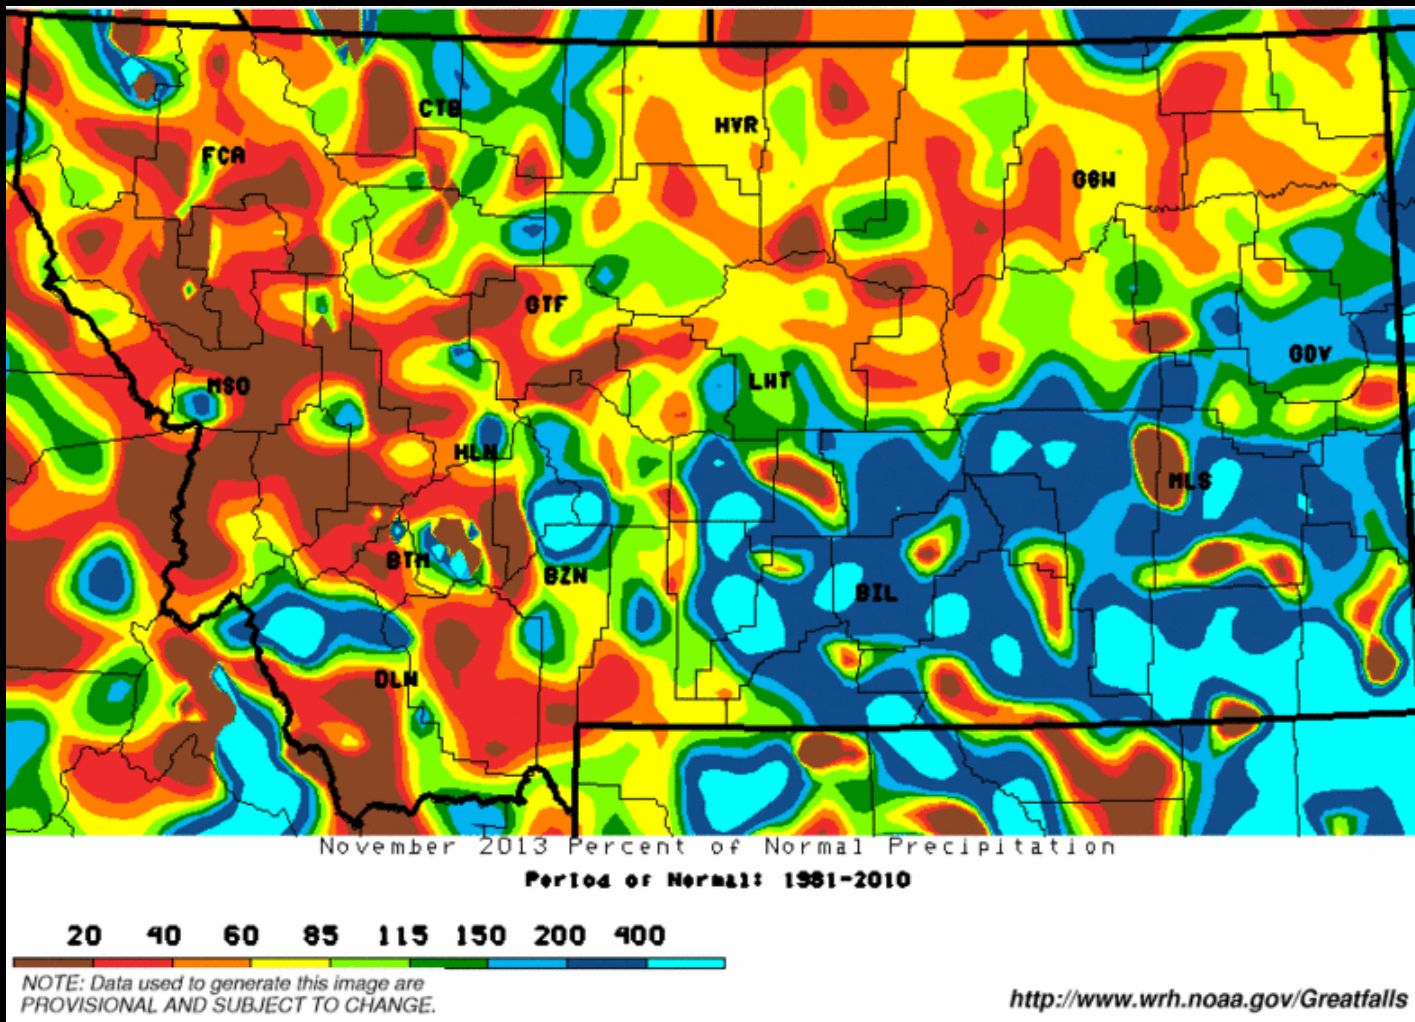 CTB
HVR
FCA
GGW
GTF
GDV
MSO
LWT
HLN
MLS
BTM
BZN
BIL
DLN
November 2013 Percent of Normal Precipitation
Period of Normal: 1981-2010
20 40 60 85 115 150 200 400
NOTE: Data used to generate this image are
PROVISIONAL AND SUBJECT TO CHANGE.
http://www.wrh.noaa.gov/Greatfalls